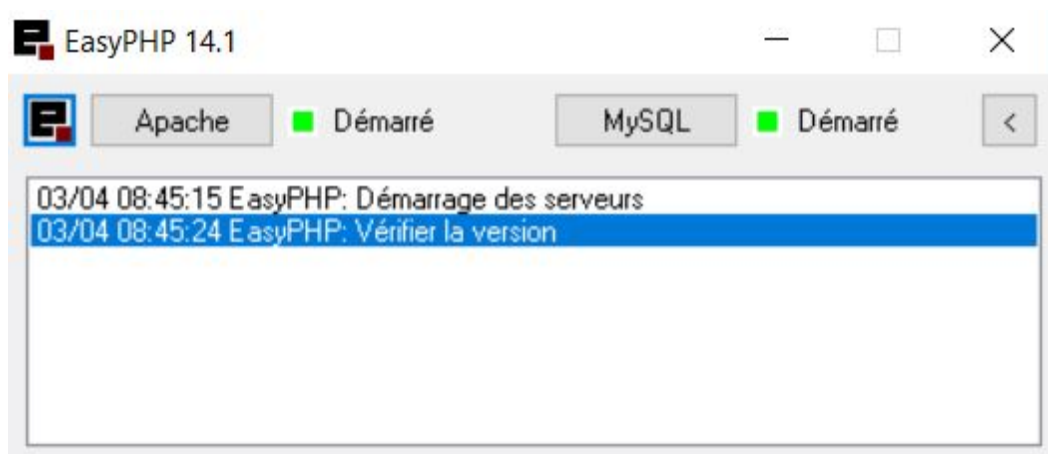 EasyPHP 14.1
Apache Démarré MySQL Démarré <
03/04 08:45:15 EasyPHP: Démarrage des serveurs
03/04 08:45:24 EasyPHP: Vérifier la version